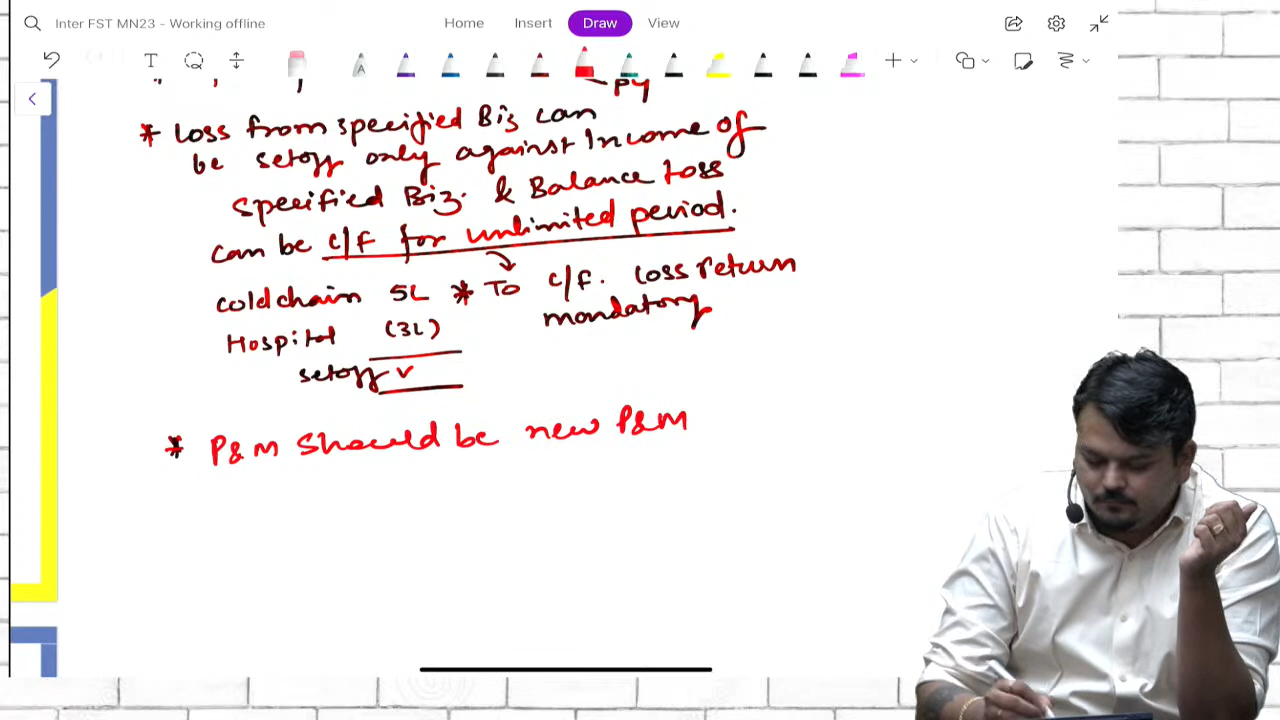 Inter FST MN23 - Working offline
Home Insert Draw View
PY
* Loss from specified Biz can
be setoff only against Income of
specified Biz. & Balance Loss
can be c/f for unlimited period.
coldchain 5L * To c/f. loss return
mandatory
Hospital (3L)
setoff ✓
* P&M should be new P&M